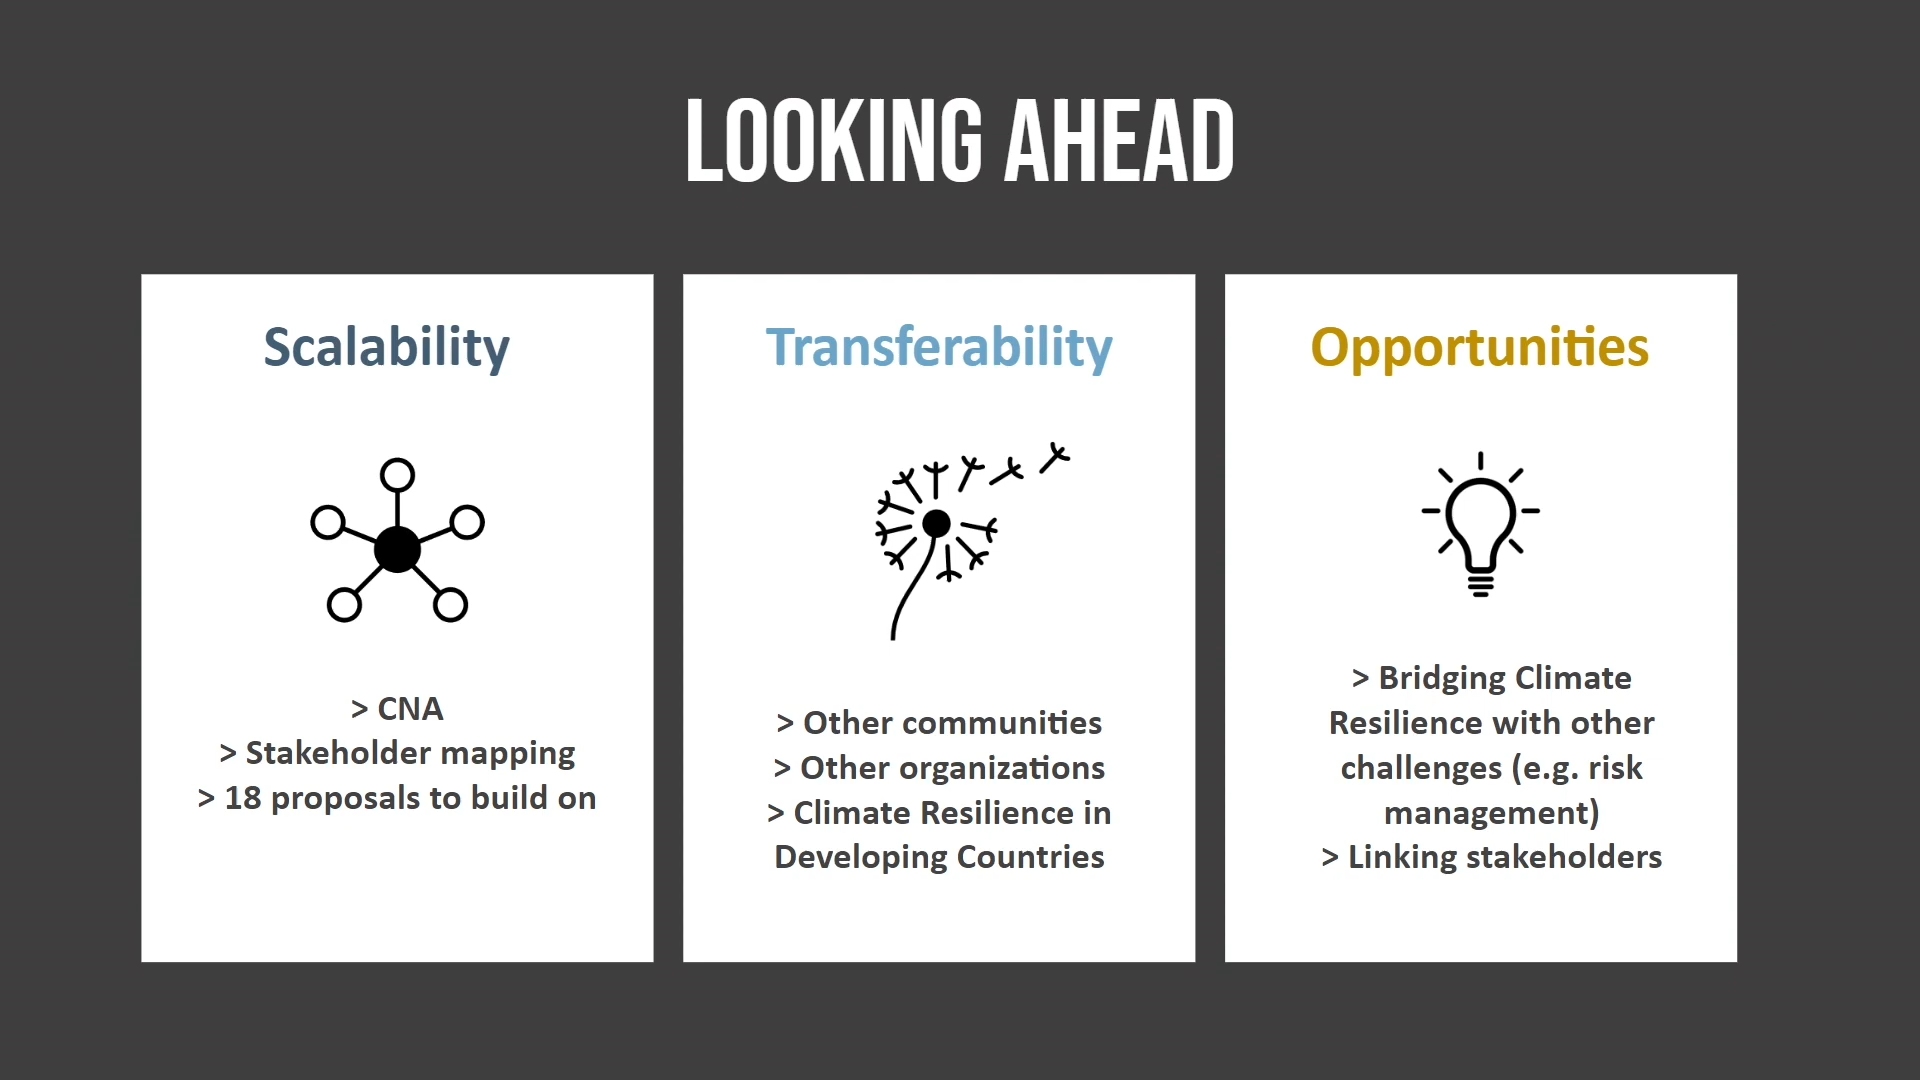 LOOKING AHEAD
Scalability
> CNA
> Stakeholder mapping
> 18 proposals to build on
Transferability
> Other communities
> Other organizations
> Climate Resilience in
Developing Countries
Opportunities
> Bridging Climate
Resilience with other
challenges (e.g. risk
management)
> Linking stakeholders